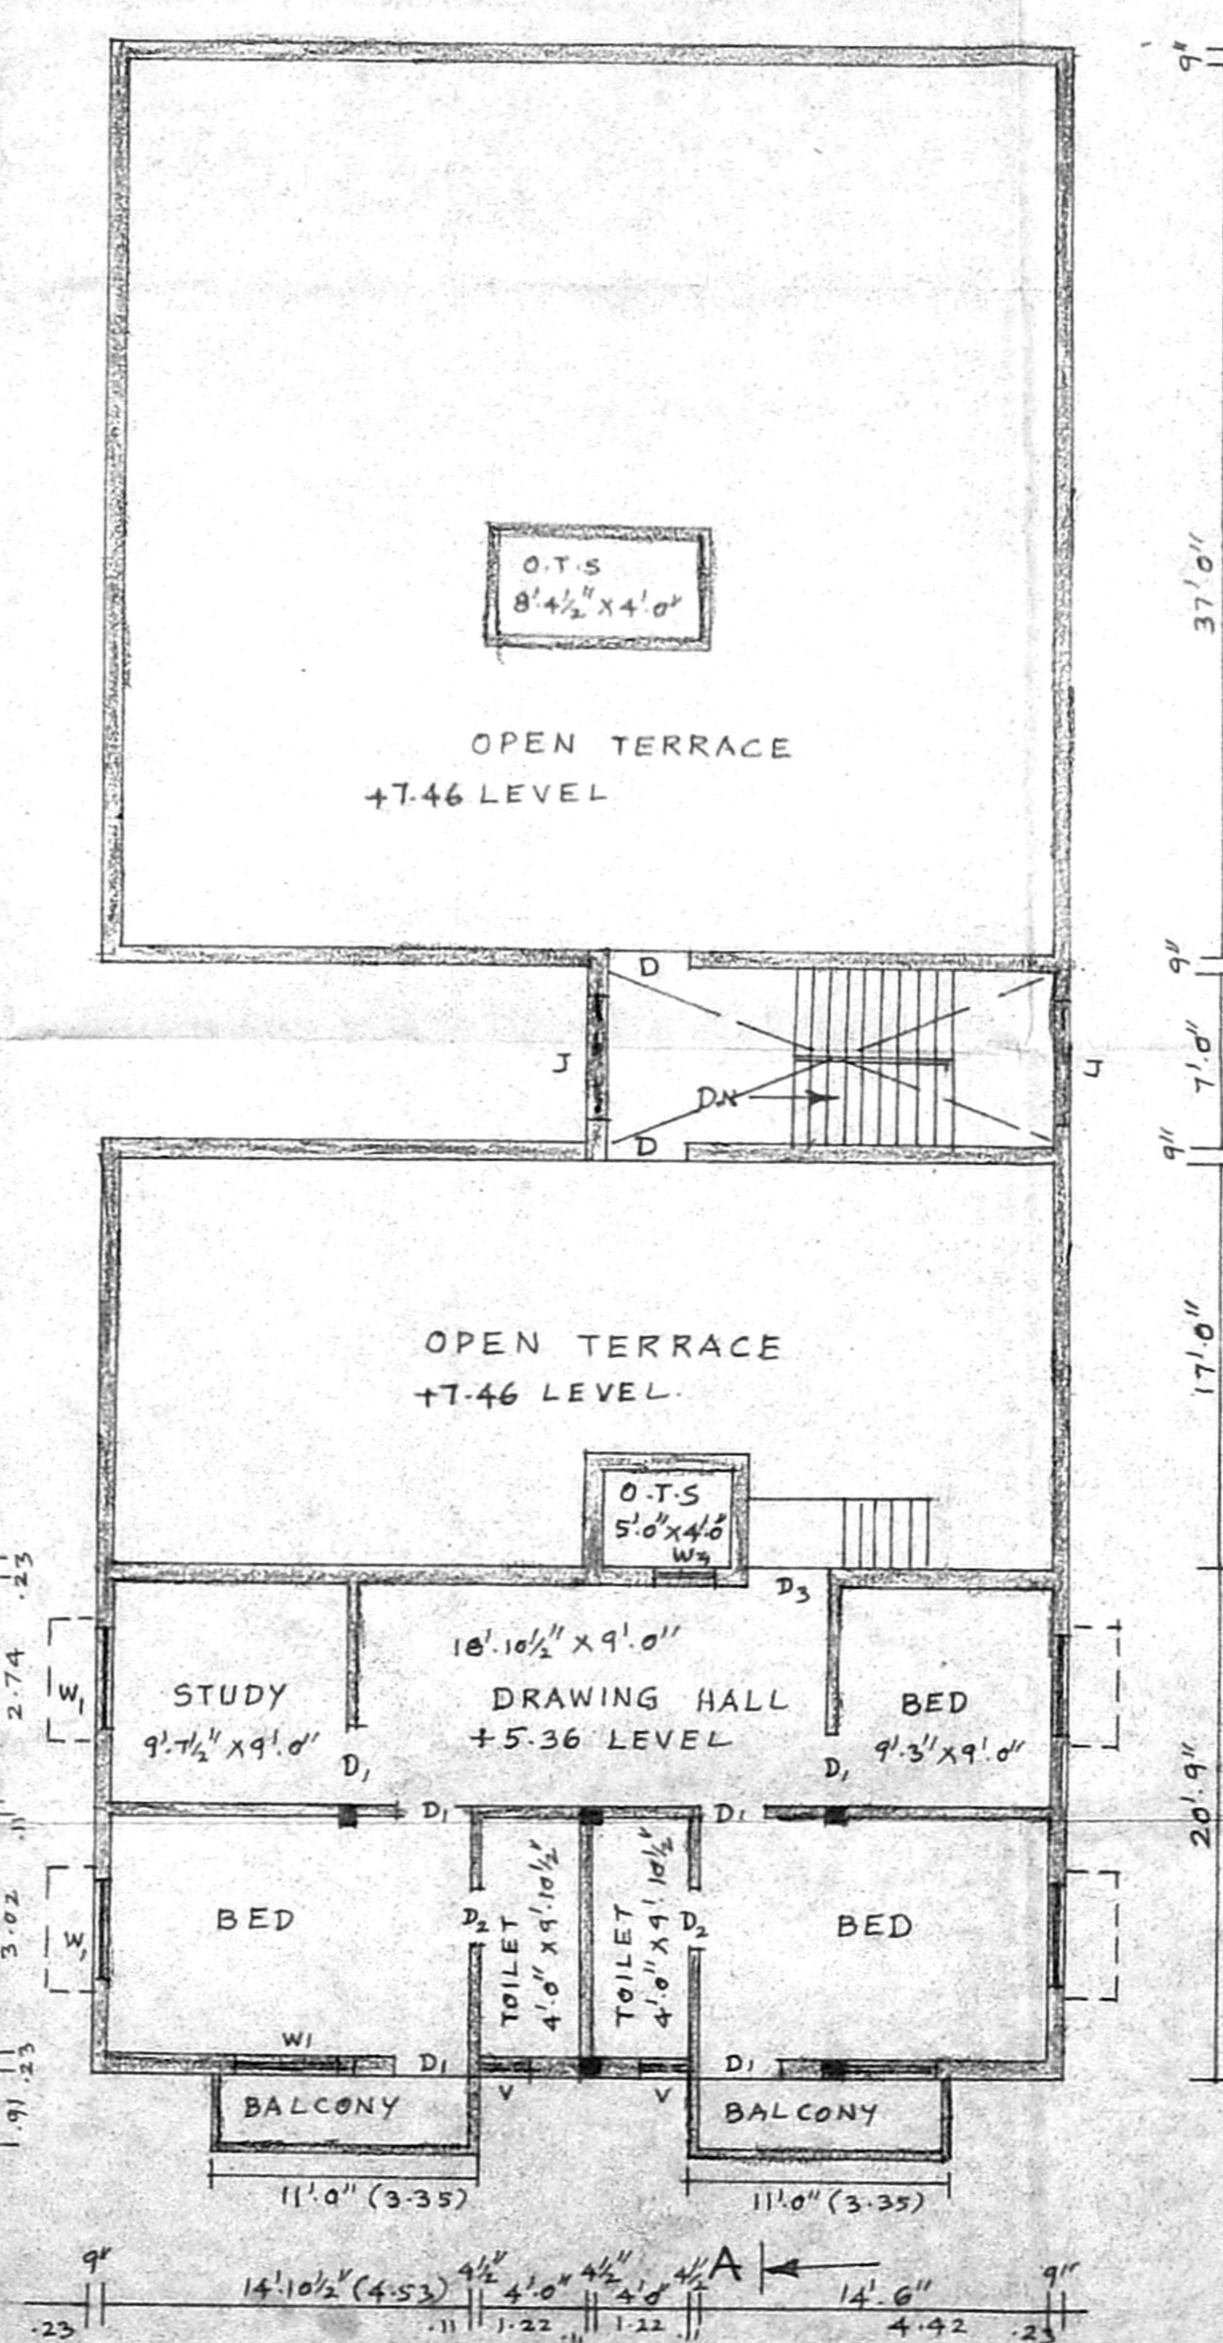 9"
O.T.S
8'.4½" X 4'.0"
37'.0"
OPEN TERRACE
+7.46 LEVEL
D
9"
J
7'.0"
DN
D
9"
OPEN TERRACE
+7.46 LEVEL.
17'.0"
O.T.S
5'.0" X 4'.0"
.23
D3
18'.10½" X 9'.0"
2.74
W1
STUDY
DRAWING HALL
BED
9'.7½" X 9'.0"
+5.36 LEVEL
9'.3" X 9'.0"
D1
D1
20'.9"
.11
D1
D1
3.02
W1
BED
D2
TOILET
4'.0" X 9'.10½"
TOILET
4'.0" X 9'.10½"
D2
BED
.23
W1
D1
V
V
D1
1.91
BALCONY
BALCONY
11'.0" (3.35)
11'.0" (3.35)
A
9"
14'.10½" (4.53)
4½"
4'.0"
4½"
4'.0"
4½"
14'.6"
9"
.23
.11
1.22
.11
1.22
.11
4.42
.23